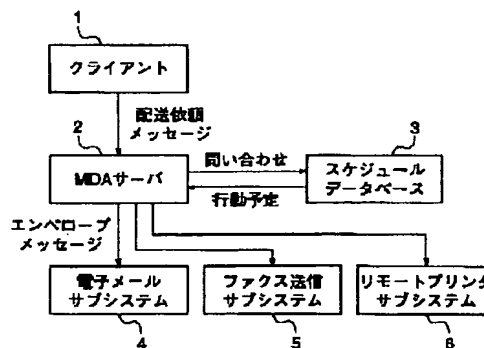 1
クライアント
配送依頼
メッセージ
2
MDAサーバ
問い合わせ
行動予定
3
スケジュール
データベース
エンベロープ
メッセージ
電子メール
サブシステム
4
ファクス送信
サブシステム
5
リモートプリンタ
サブシステム
6